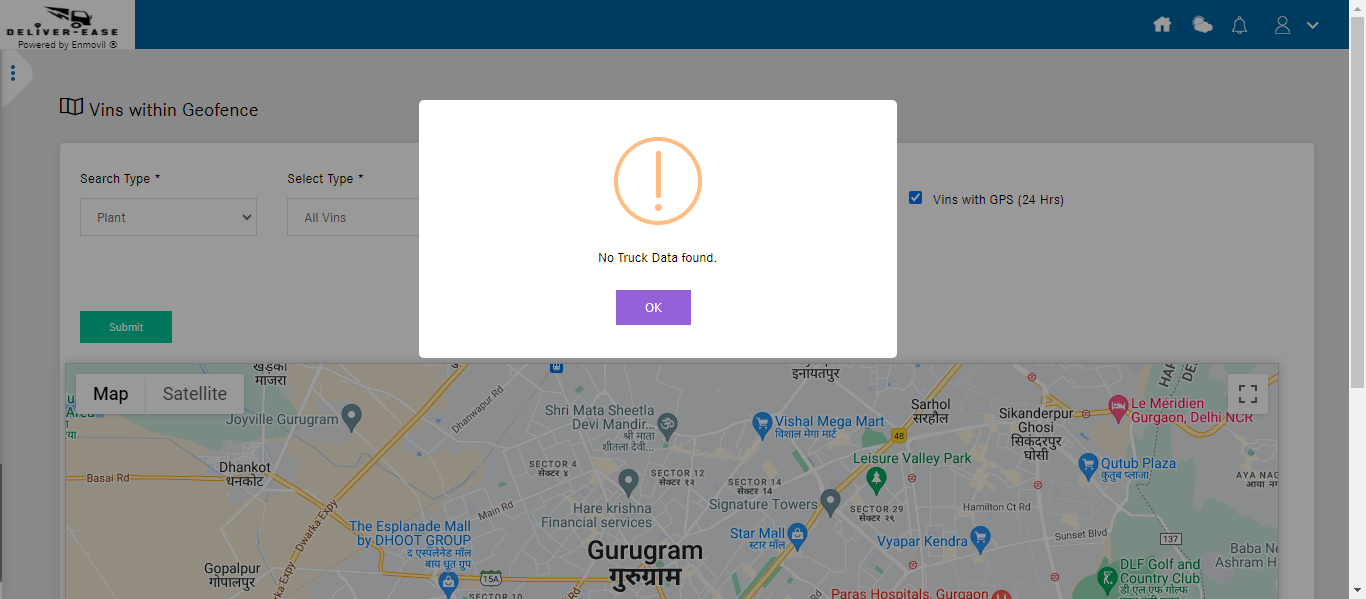 DELIVER-EASE
Powered by Enmovil ®
Vins within Geofence
Search Type *
Select Type *
Plant
All Vins
Vins with GPS (24 Hrs)
No Truck Data found.
OK
Submit
Map
Satellite
खेड़की
माजरा
Joyville Gurugram
Dhanwapur Rd
Shri Mata Sheetla
Devi Mandir...
श्री माता
शीतला देवी...
इनायतपुर
Vishal Mega Mart
विशाल मेगा मार्ट
Sarhol
सरहौल
48
Sikanderpur
Ghosi
सिकंदरपुर
घोसी
Le Méridien
Gurgaon, Delhi NCR
Leisure Valley Park
Qutub Plaza
कुतुब प्लाजा
AYA NAG
आया नग
Dhankot
धनकोट
Basai Rd
SECTOR 4
सेक्टर ४
SECTOR 12
सेक्टर १२
SECTOR 14
सेक्टर 14
Signature Towers
SECTOR 29
सेक्टर २९
Hamilton Ct Rd
Main Rd
Hare krishna
Financial services
Dwarka Expy
The Esplanade Mall
by DHOOT GROUP
द एस्प्लेनेड मॉल
बाय धूत ग्रुप
Star Mall
स्टार मॉल
Vyapar Kendra
Sunset Blvd
137
Baba Ne
Ashram H
Gurugram
गुरुग्राम
Gopalpur
गोपालपुर
15A
DLF Golf and
Country Club
डी एल एफ गोल्फ
SECTOR 10
Paras Hospitals, Gurgaon